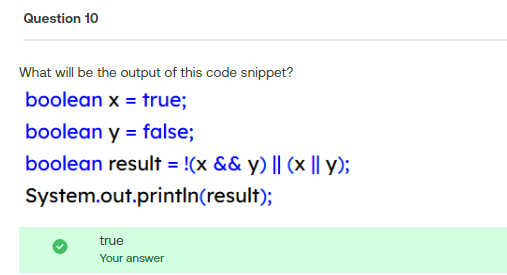 Question 10
What will be the output of this code snippet?
boolean x = true;
boolean y = false;
boolean result = !(x && y) || (x || y);
System.out.println(result);
true
Your answer